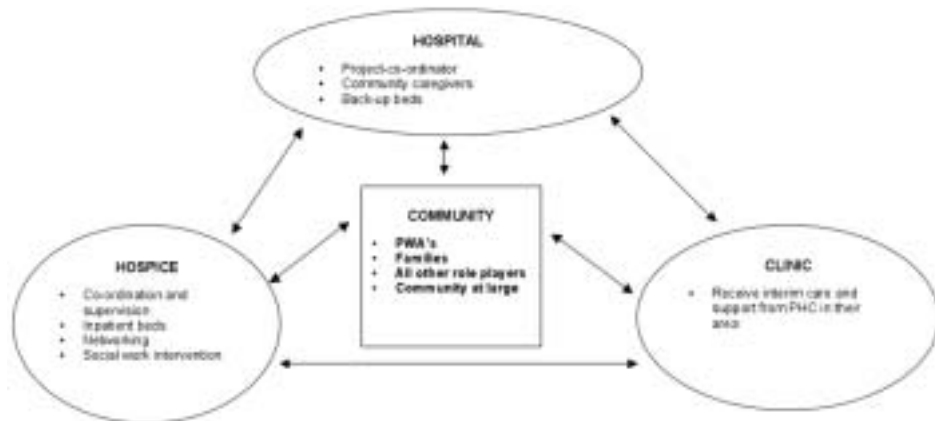 HOSPITAL
• Project-co-ordinator
• Community caregivers
• Back-up beds
COMMUNITY
• PWA's
• Families
• All other role players
• Community at large
HOSPICE
• Co-ordination and
supervision
• Inpatient beds
• Networking
• Social work intervention
CLINIC
• Receive interim care and
support from PHC in their
area